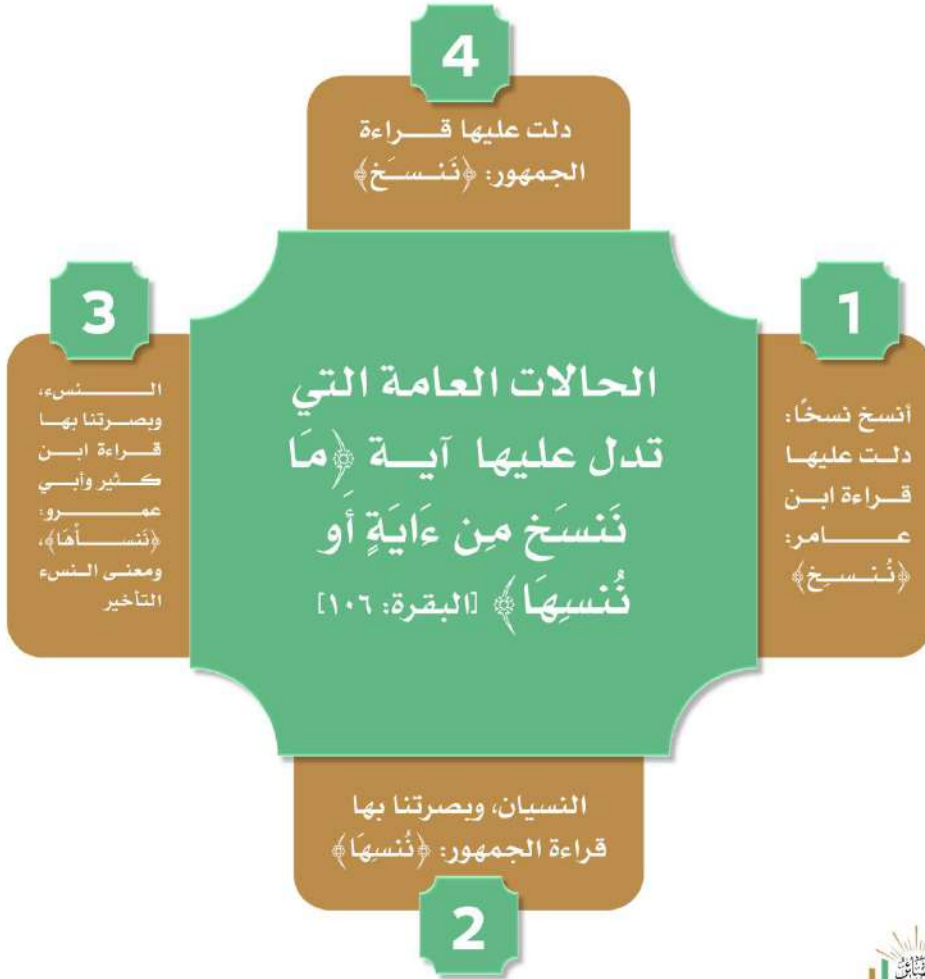 4
دلت عليها قراءة
الجمهور: ﴿نَنسَخ﴾
الحالات العامة التي
تدل عليها آية ﴿مَا
نَنسَخ مِن ءَايَةٍ أَو
نُنسِهَا﴾ [البقرة: ١٠٦]
1
أنسخ نسخًا:
دلت عليها
قراءة ابن
عامر:
﴿نُنسِخ﴾
2
النسيان، وبصرتنا بها
قراءة الجمهور: ﴿نُنسِهَا﴾
3
النسء،
وبصرتنا بها
قراءة ابن
كثير وأبي
عمرو:
﴿نَنسَأهَا﴾،
ومعنى النسء
التأخير